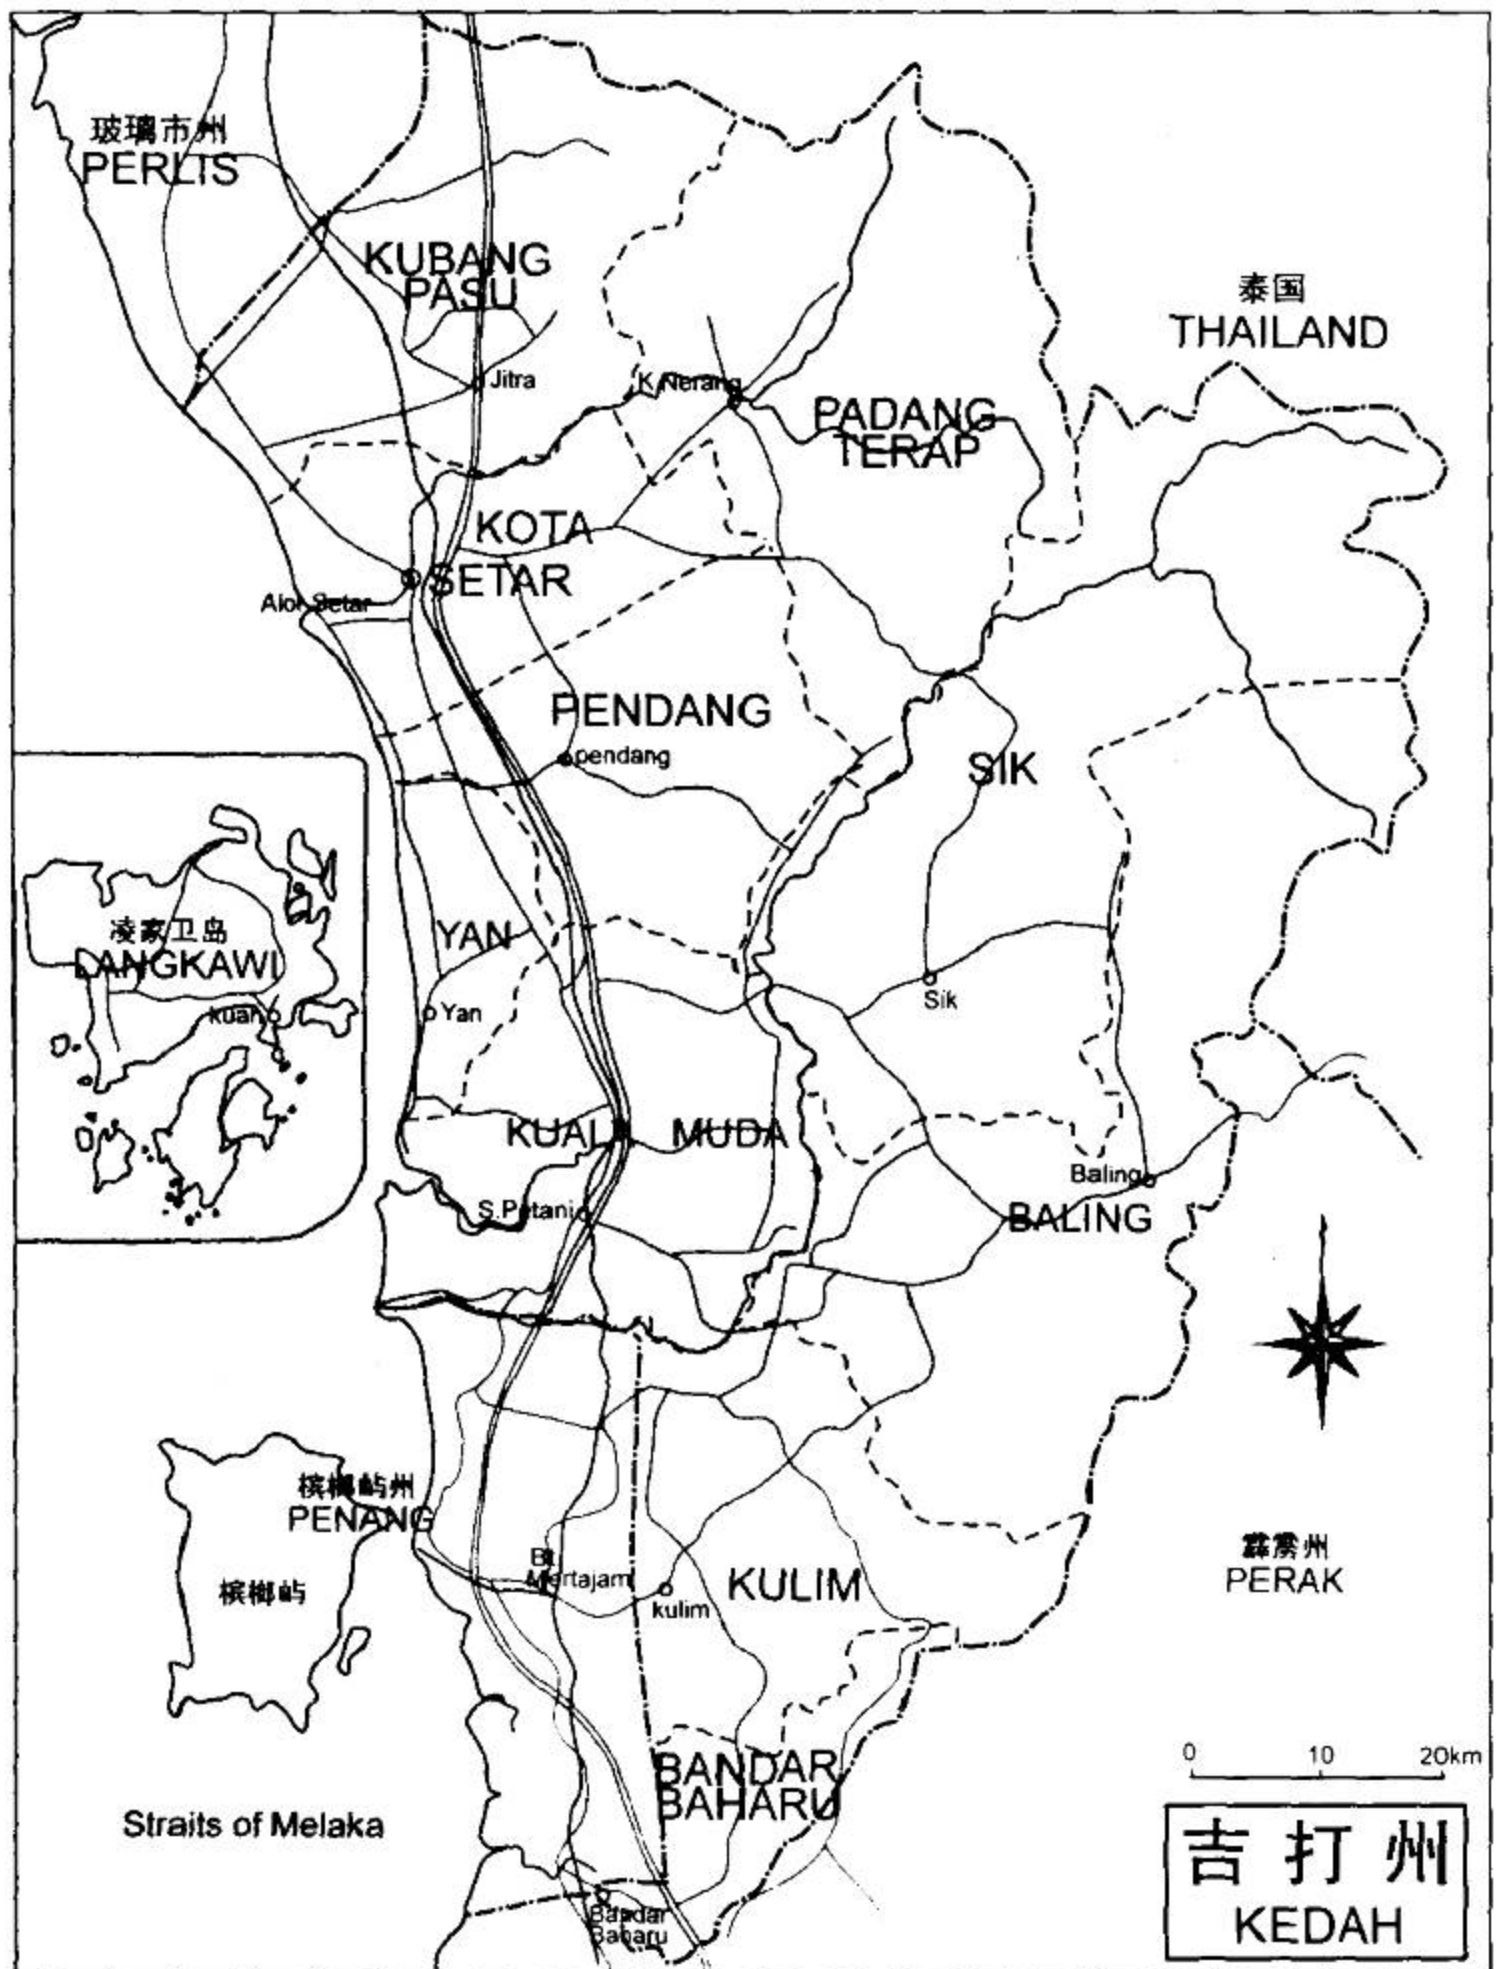 玻璃市州
PERLIS
KUBANG
PASU
泰国
THAILAND
Jitra
K.Nerang
PADANG
TERAP
KOTA
SETAR
Alor Setar
PENDANG
pendang
SIK
凌家卫岛
LANGKAWI
kuah
YAN
Yan
Sik
KUALA MUDA
Baling
BALING
S.Petani
槟榔屿州
PENANG
槟榔屿
Bt.
Mertajam
kulim
KULIM
霹雳州
PERAK
BANDAR
BAHARU
0 10 20km
Straits of Melaka
吉打州
KEDAH
Bandar
Baharu